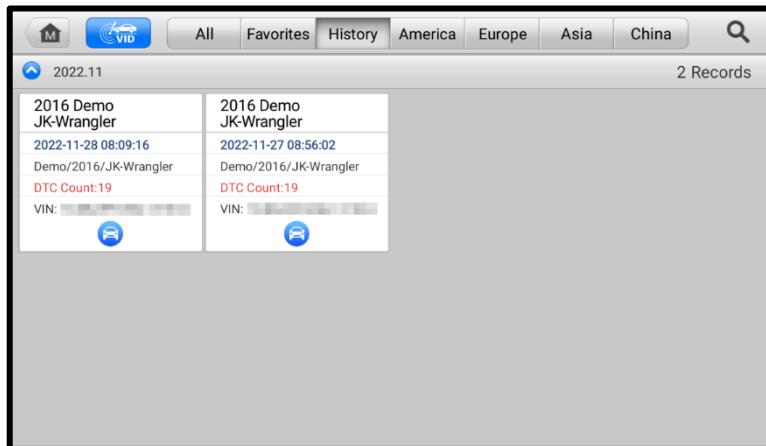 M
VID
All Favorites History America Europe Asia China
2022.11
2 Records
2016 Demo
JK-Wrangler
2022-11-28 08:09:16
Demo/2016/JK-Wrangler
DTC Count:19
VIN:
2016 Demo
JK-Wrangler
2022-11-27 08:56:02
Demo/2016/JK-Wrangler
DTC Count:19
VIN: